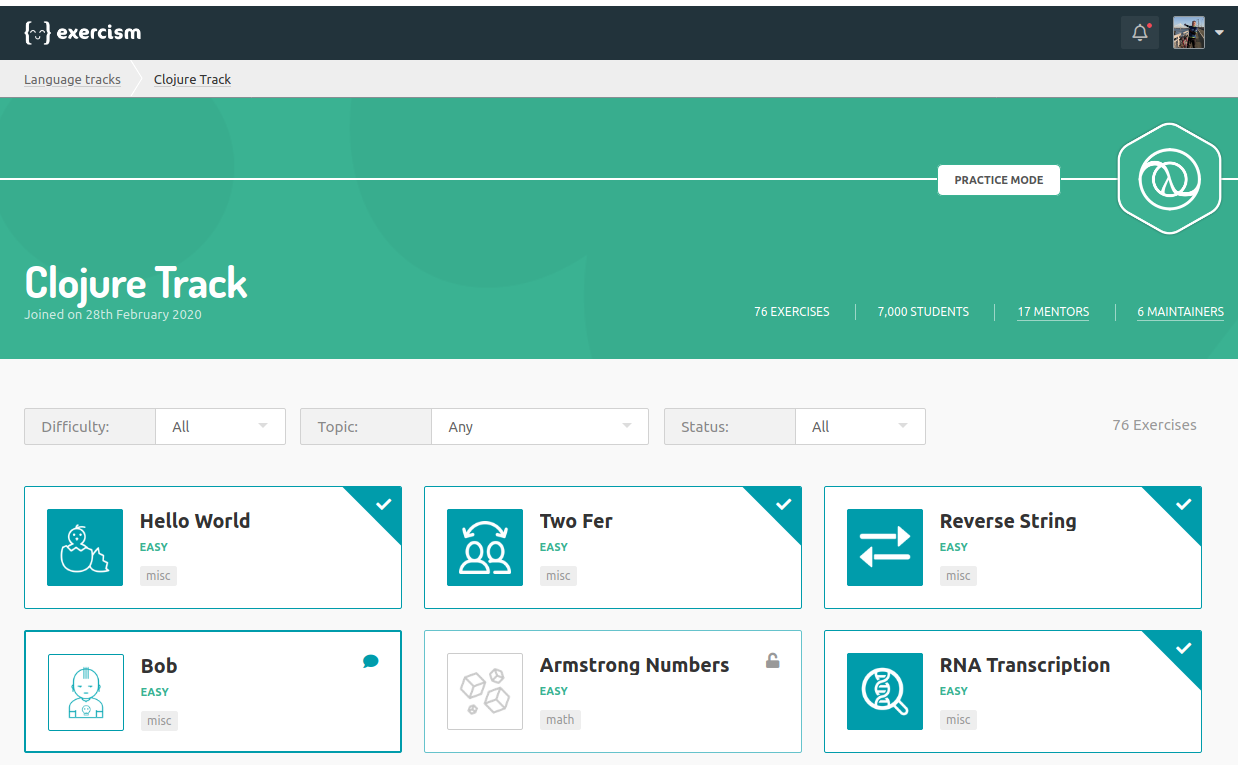 exercism
Language tracks
Clojure Track
PRACTICE MODE
Clojure Track
Joined on 28th February 2020
76 EXERCISES
7,000 STUDENTS
17 MENTORS
6 MAINTAINERS
Difficulty: All
Topic: Any
Status: All
76 Exercises
Hello World
EASY
misc
Two Fer
EASY
misc
Reverse String
EASY
misc
Bob
EASY
misc
Armstrong Numbers
EASY
math
RNA Transcription
EASY
misc